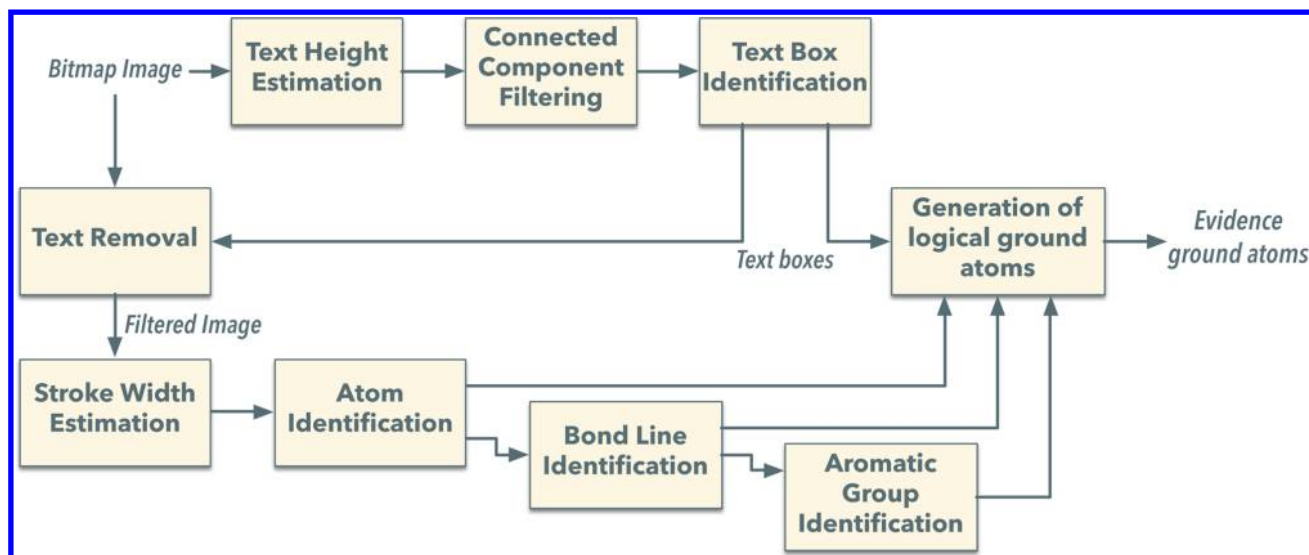 Bitmap Image
Text Height
Estimation
Connected
Component
Filtering
Text Box
Identification
Text Removal
Text boxes
Generation of
logical ground
atoms
Evidence
ground atoms
Filtered Image
Stroke Width
Estimation
Atom
Identification
Bond Line
Identification
Aromatic
Group
Identification